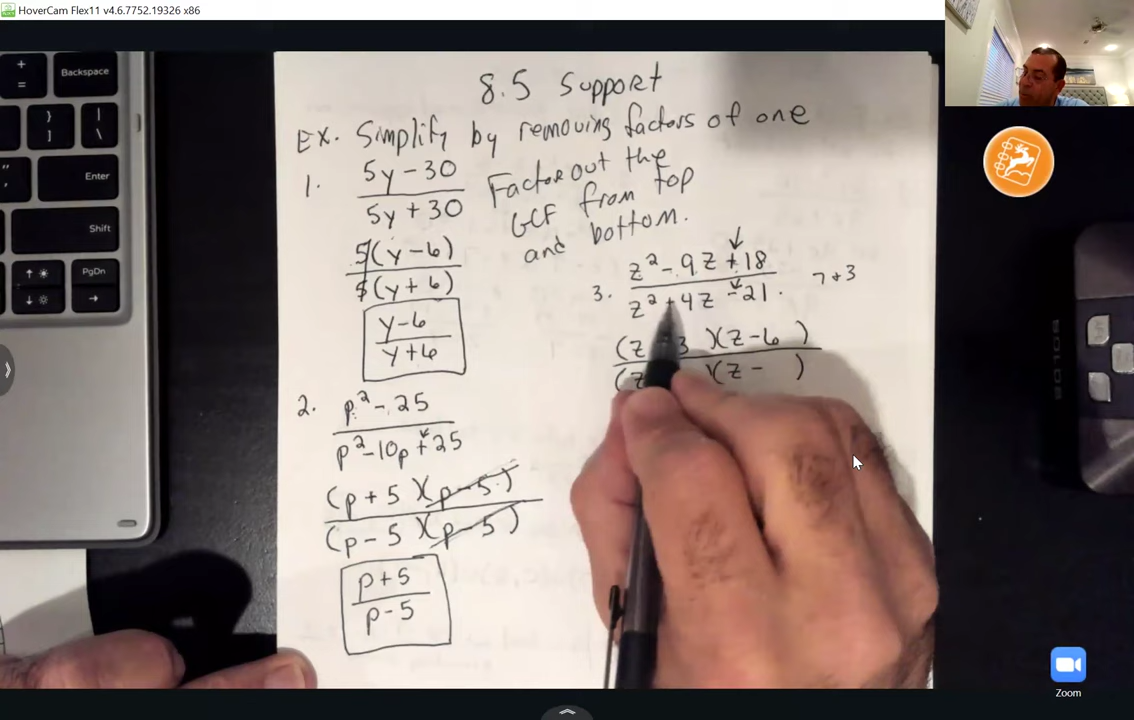 HoverCam Flex11 v4.6.7752.19326 x86
8.5 Support
EX. Simplify by removing factors of one
1. 5y - 30
5y + 30
Factor out the
GCF from top
and bottom.
5(y - 6)
5(y + 6)
y - 6
y + 6
2. p² - 25
p² - 10p + 25
(p + 5)(p - 5)
(p - 5)(p - 5)
p + 5
p - 5
3. z² - 9z + 18
z² + 4z - 21
7 + 3
(z 3 )(z - 6 )
(z )(z - )
+
=
Backspace
}
]
|
\
"
'
Enter
?
/
Shift
PgDn
Zoom